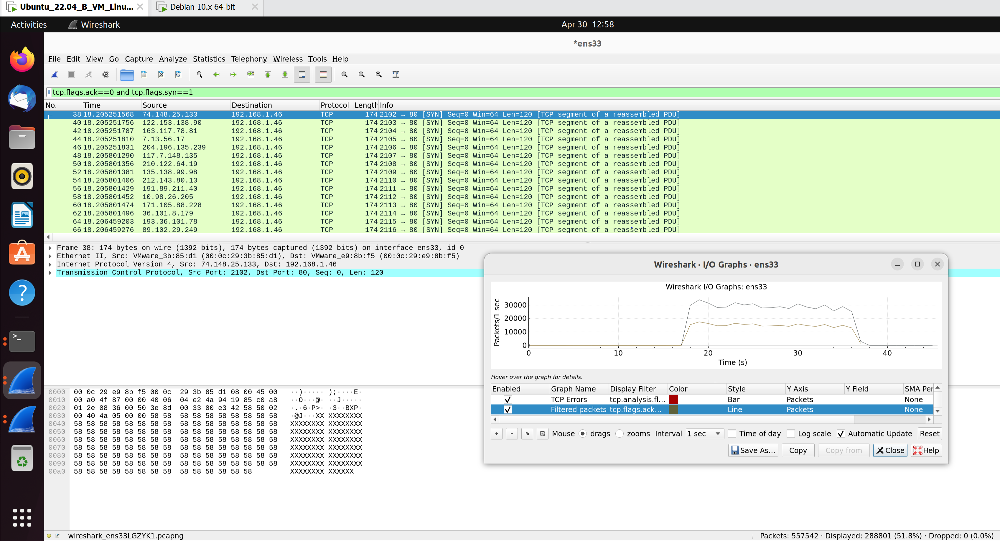 Ubuntu_22.04_B_VM_Linu...
Debian 10.x 64-bit
Activities
Wireshark
Apr 30 12:58
*ens33
File Edit View Go Capture Analyze Statistics Telephony Wireless Tools Help
tcp.flags.ack==0 and tcp.flags.syn==1
No. Time Source Destination Protocol Length Info
38 18.205251568 74.148.25.133 192.168.1.46 TCP 174 2102 → 80 [SYN] Seq=0 Win=64 Len=120 [TCP segment of a reassembled PDU]
40 18.205251756 122.153.138.90 192.168.1.46 TCP 174 2103 → 80 [SYN] Seq=0 Win=64 Len=120 [TCP segment of a reassembled PDU]
42 18.205251787 163.117.78.81 192.168.1.46 TCP 174 2104 → 80 [SYN] Seq=0 Win=64 Len=120 [TCP segment of a reassembled PDU]
44 18.205251810 7.13.56.17 192.168.1.46 TCP 174 2105 → 80 [SYN] Seq=0 Win=64 Len=120 [TCP segment of a reassembled PDU]
46 18.205251831 204.196.135.239 192.168.1.46 TCP 174 2106 → 80 [SYN] Seq=0 Win=64 Len=120 [TCP segment of a reassembled PDU]
48 18.205801290 117.7.148.135 192.168.1.46 TCP 174 2107 → 80 [SYN] Seq=0 Win=64 Len=120 [TCP segment of a reassembled PDU]
50 18.205801356 210.122.64.19 192.168.1.46 TCP 174 2108 → 80 [SYN] Seq=0 Win=64 Len=120 [TCP segment of a reassembled PDU]
52 18.205801381 135.138.99.98 192.168.1.46 TCP 174 2109 → 80 [SYN] Seq=0 Win=64 Len=120 [TCP segment of a reassembled PDU]
54 18.205801406 212.143.80.13 192.168.1.46 TCP 174 2110 → 80 [SYN] Seq=0 Win=64 Len=120 [TCP segment of a reassembled PDU]
56 18.205801429 191.89.211.40 192.168.1.46 TCP 174 2111 → 80 [SYN] Seq=0 Win=64 Len=120 [TCP segment of a reassembled PDU]
58 18.205801452 10.98.26.205 192.168.1.46 TCP 174 2112 → 80 [SYN] Seq=0 Win=64 Len=120 [TCP segment of a reassembled PDU]
60 18.205801474 171.105.88.228 192.168.1.46 TCP 174 2113 → 80 [SYN] Seq=0 Win=64 Len=120 [TCP segment of a reassembled PDU]
62 18.205801496 36.101.8.179 192.168.1.46 TCP 174 2114 → 80 [SYN] Seq=0 Win=64 Len=120 [TCP segment of a reassembled PDU]
64 18.206459203 193.36.101.78 192.168.1.46 TCP 174 2115 → 80 [SYN] Seq=0 Win=64 Len=120 [TCP segment of a reassembled PDU]
66 18.206459276 89.102.29.249 192.168.1.46 TCP 174 2116 → 80 [SYN] Seq=0 Win=64 Len=120 [TCP segment of a reassembled PDU]
Frame 38: 174 bytes on wire (1392 bits), 174 bytes captured (1392 bits) on interface ens33, id 0
Ethernet II, Src: VMware_3b:85:d1 (00:0c:29:3b:85:d1), Dst: VMware_e9:8b:f5 (00:0c:29:e9:8b:f5)
Internet Protocol Version 4, Src: 74.148.25.133, Dst: 192.168.1.46
Transmission Control Protocol, Src Port: 2102, Dst Port: 80, Seq: 0, Len: 120
0000 00 0c 29 e9 8b f5 00 0c 29 3b 85 d1 08 00 45 00 ··)····· );····E·
0010 00 a0 4f 87 00 00 40 06 04 e2 4a 94 19 85 c0 a8 ··O···@· ··J·····
0020 01 2e 08 36 00 50 3e 8d 00 33 00 e3 42 58 50 02 ·.·6·P>· ·3··BXP·
0030 00 40 4a 05 00 00 58 58 58 58 58 58 58 58 58 58 ·@J···XX XXXXXXXX
0040 58 58 58 58 58 58 58 58 58 58 58 58 58 58 58 58 XXXXXXXX XXXXXXXX
0050 58 58 58 58 58 58 58 58 58 58 58 58 58 58 58 58 XXXXXXXX XXXXXXXX
0060 58 58 58 58 58 58 58 58 58 58 58 58 58 58 58 58 XXXXXXXX XXXXXXXX
0070 58 58 58 58 58 58 58 58 58 58 58 58 58 58 58 58 XXXXXXXX XXXXXXXX
0080 58 58 58 58 58 58 58 58 58 58 58 58 58 58 58 58 XXXXXXXX XXXXXXXX
0090 58 58 58 58 58 58 58 58 58 58 58 58 58 58 58 58 XXXXXXXX XXXXXXXX
00a0 58 58 58 58 58 58 58 58 58 58 58 58 58 58 XXXXXXXX XXXXXX
Wireshark · I/O Graphs · ens33
Wireshark I/O Graphs: ens33
Packets/1 sec
30000
20000
10000
0
0 10 20 30 40
Time (s)
Hover over the graph for details.
Enabled Graph Name Display Filter Color Style Y Axis Y Field SMA Per
TCP Errors tcp.analysis.fl... Bar Packets None
Filtered packets tcp.flags.ack... Line Packets None
Mouse drags zooms Interval 1 sec Time of day Log scale Automatic Update Reset
Save As... Copy Copy from Close Help
wireshark_ens33LGZYK1.pcapng
Packets: 557542 · Displayed: 288801 (51.8%) · Dropped: 0 (0.0%)